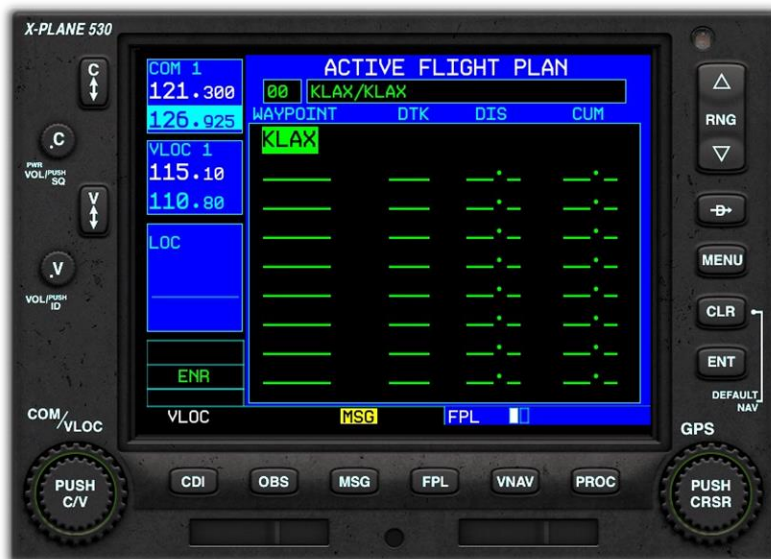 X-PLANE 530
C
.C
PWR
VOL/PUSH SQ
V
.V
VOL/PUSH ID
COM/VLOC
PUSH C/V
COM 1
121.300
126.925
VLOC 1
115.10
110.80
LOC
ENR
ACTIVE FLIGHT PLAN
00 KLAX/KLAX
WAYPOINT DTK DIS CUM
KLAX
VLOC MSG FPL
CDI OBS MSG FPL VNAV PROC
RNG
D
MENU
CLR
ENT
DEFAULT NAV
GPS
PUSH CRSR